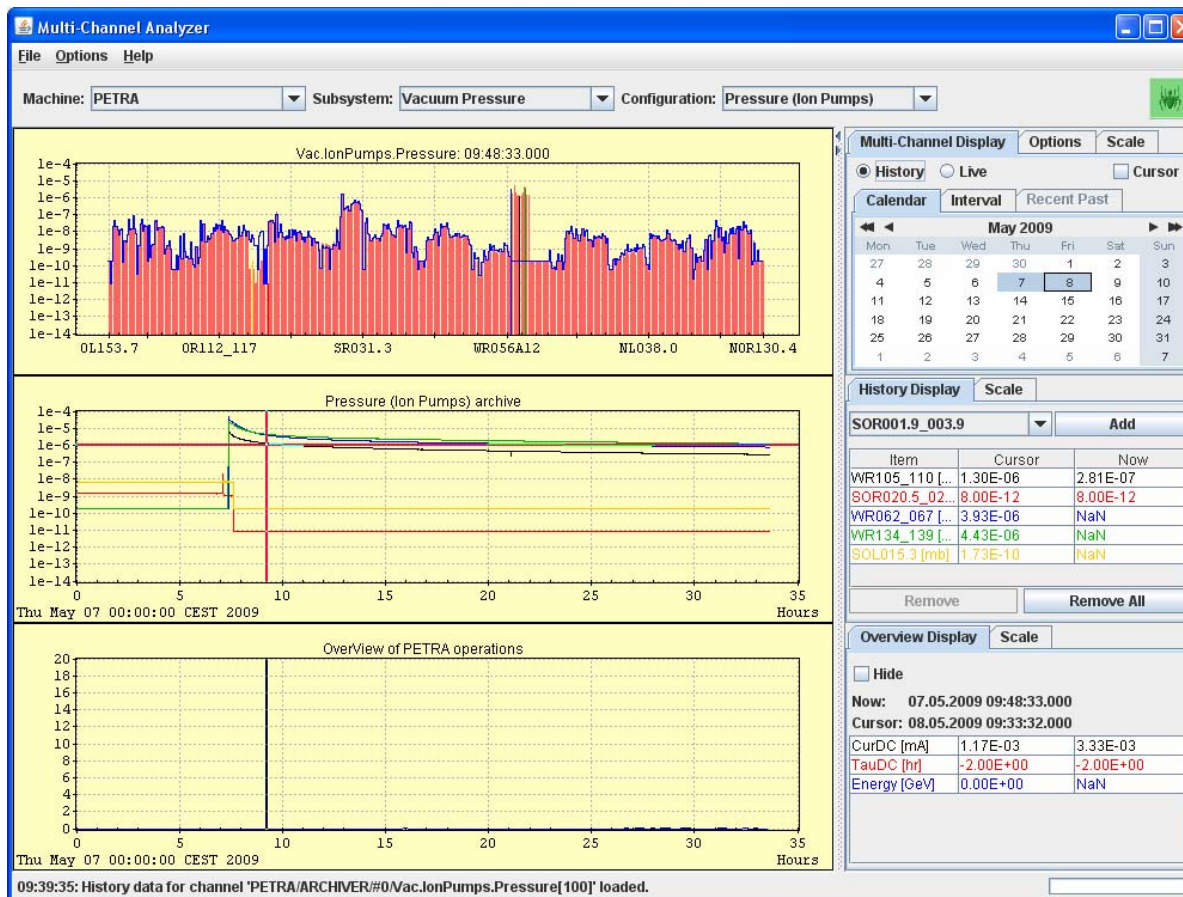 Multi-Channel Analyzer
File Options Help
Machine: PETRA Subsystem: Vacuum Pressure Configuration: Pressure (Ion Pumps)
Vac.IonPumps.Pressure: 09:48:33.000
1e-4
1e-5
1e-6
1e-7
1e-8
1e-9
1e-10
1e-11
1e-12
1e-13
1e-14
OL153.7 OR112_117 SR031.3 WR056A12 NL038.0 NOR130.4
Pressure (Ion Pumps) archive
1e-4
1e-5
1e-6
1e-7
1e-8
1e-9
1e-10
1e-11
1e-12
1e-13
1e-14
0 5 10 15 20 25 30 35
Thu May 07 00:00:00 CEST 2009 Hours
OverView of PETRA operations
20
18
16
14
12
10
8
6
4
2
0
0 5 10 15 20 25 30 35
Thu May 07 00:00:00 CEST 2009 Hours
Multi-Channel Display Options Scale
History Live Cursor
Calendar Interval Recent Past
May 2009
Mon Tue Wed Thu Fri Sat Sun
27 28 29 30 1 2 3
4 5 6 7 8 9 10
11 12 13 14 15 16 17
18 19 20 21 22 23 24
25 26 27 28 29 30 31
1 2 3 4 5 6 7
History Display Scale
SOR001.9_003.9 Add
Item Cursor Now
WR105_110 [... 1.30E-06 2.81E-07
SOR020.5_02... 8.00E-12 8.00E-12
WR062_067 [... 3.93E-06 NaN
WR134_139 [... 4.43E-06 NaN
SOL015.3 [mb] 1.73E-10 NaN
Remove Remove All
Overview Display Scale
Hide
Now: 07.05.2009 09:48:33.000
Cursor: 08.05.2009 09:33:32.000
CurDC [mA] 1.17E-03 3.33E-03
TauDC [hr] -2.00E+00 -2.00E+00
Energy [GeV] 0.00E+00 NaN
09:39:35: History data for channel 'PETRA/ARCHIVER/#0/Vac.IonPumps.Pressure[100]' loaded.